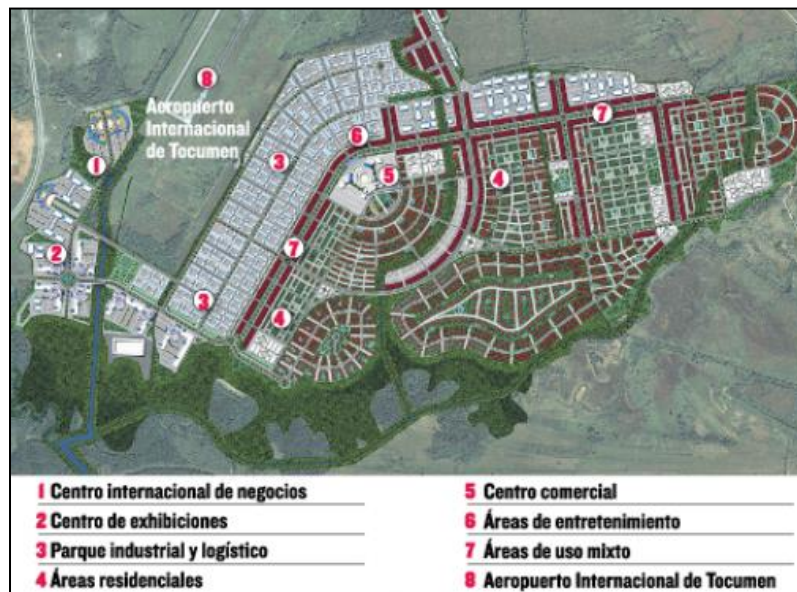 8
Aeropuerto
Internacional
de Tocumen
1
6
3
5
4
7
7
2
3
4
1 Centro internacional de negocios
2 Centro de exhibiciones
3 Parque industrial y logístico
4 Áreas residenciales
5 Centro comercial
6 Áreas de entretenimiento
7 Áreas de uso mixto
8 Aeropuerto Internacional de Tocumen